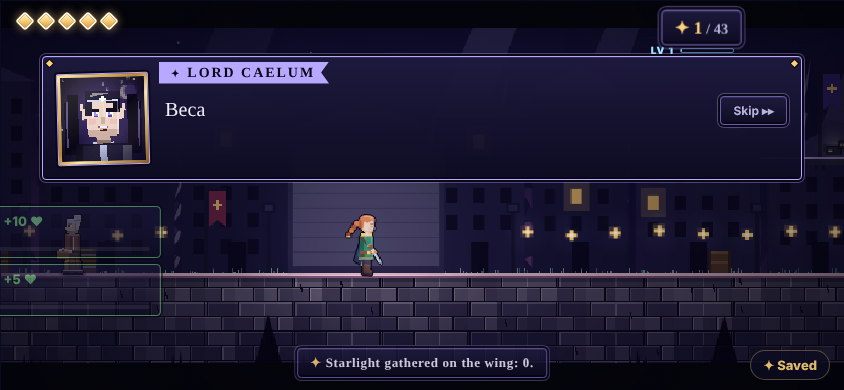 1 / 43
LV 1
LORD CAELUM
Beca
Skip
+10
+5
Starlight gathered on the wing: 0.
Saved